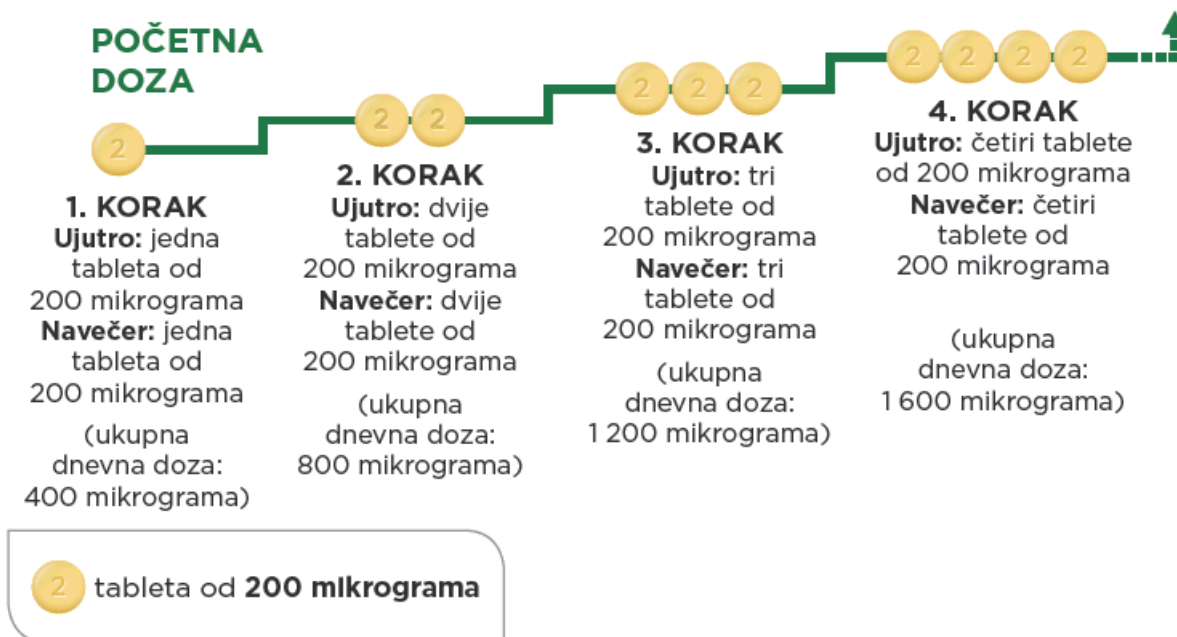 POČETNA
DOZA
2
1. KORAK
Ujutro: jedna
tableta od
200 mikrograma
Navečer: jedna
tableta od
200 mikrograma
(ukupna
dnevna doza:
400 mikrograma)
2 2
2. KORAK
Ujutro: dvije
tablete od
200 mikrograma
Navečer: dvije
tablete od
200 mikrograma
(ukupna
dnevna doza:
800 mikrograma)
2 2 2
3. KORAK
Ujutro: tri
tablete od
200 mikrograma
Navečer: tri
tablete od
200 mikrograma
(ukupna
dnevna doza:
1 200 mikrograma)
2 2 2 2
4. KORAK
Ujutro: četiri tablete
od 200 mikrograma
Navečer: četiri
tablete od
200 mikrograma
(ukupna
dnevna doza:
1 600 mikrograma)
2 tableta od 200 mikrograma